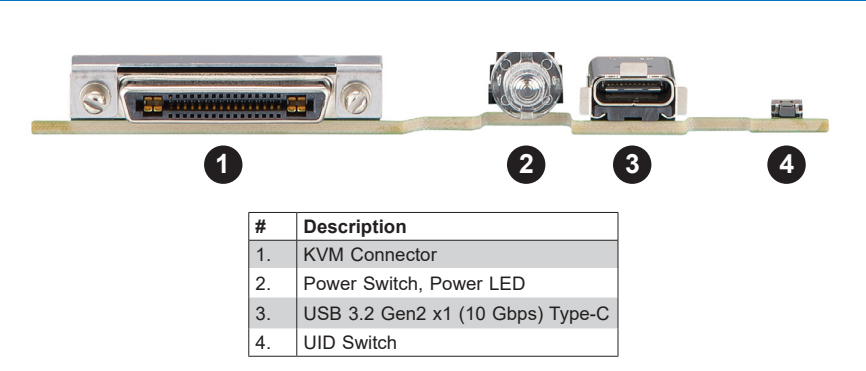 1 2 3 4
# Description
1. KVM Connector
2. Power Switch, Power LED
3. USB 3.2 Gen2 x1 (10 Gbps) Type-C
4. UID Switch